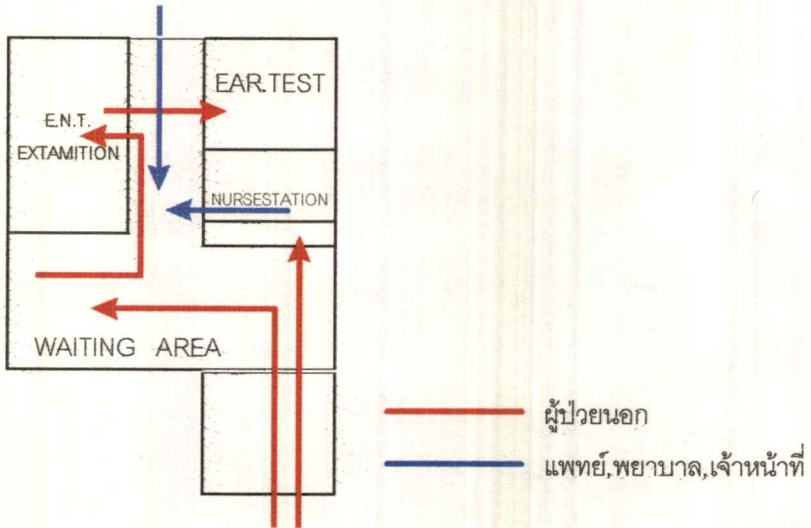 EAR.TEST
E.N.T.
EXTAMITION
NURSESTATION
WAITING AREA
ผู้ป่วยนอก
แพทย์,พยาบาล,เจ้าหน้าที่